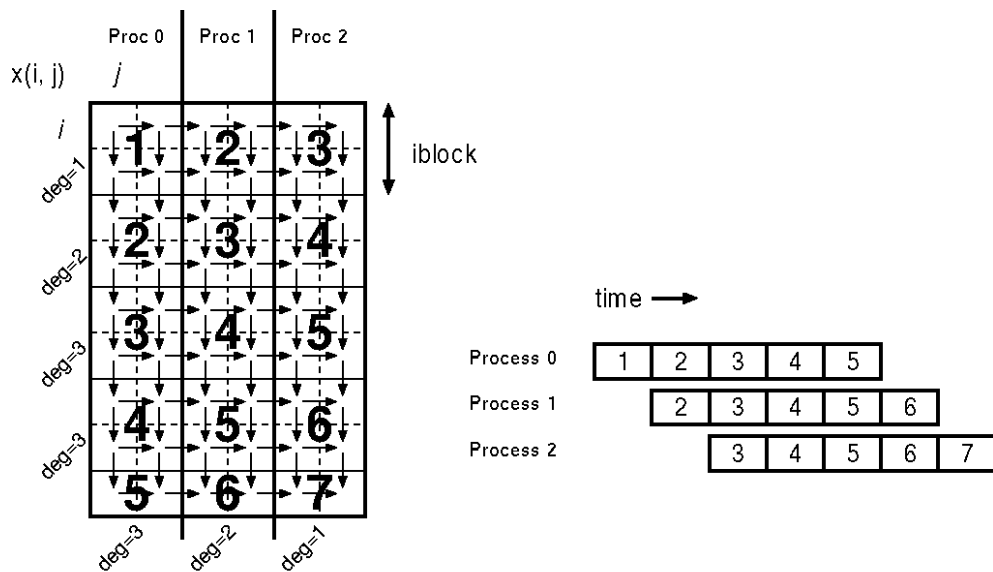 Proc 0 Proc 1 Proc 2
x(i, j) j
i
1 2 3
iblock
deg=1
2 3 4
deg=2
3 4 5
deg=3
4 5 6
deg=3
5 6 7
deg=3 deg=2 deg=1
time
Process 0 1 2 3 4 5
Process 1 2 3 4 5 6
Process 2 3 4 5 6 7